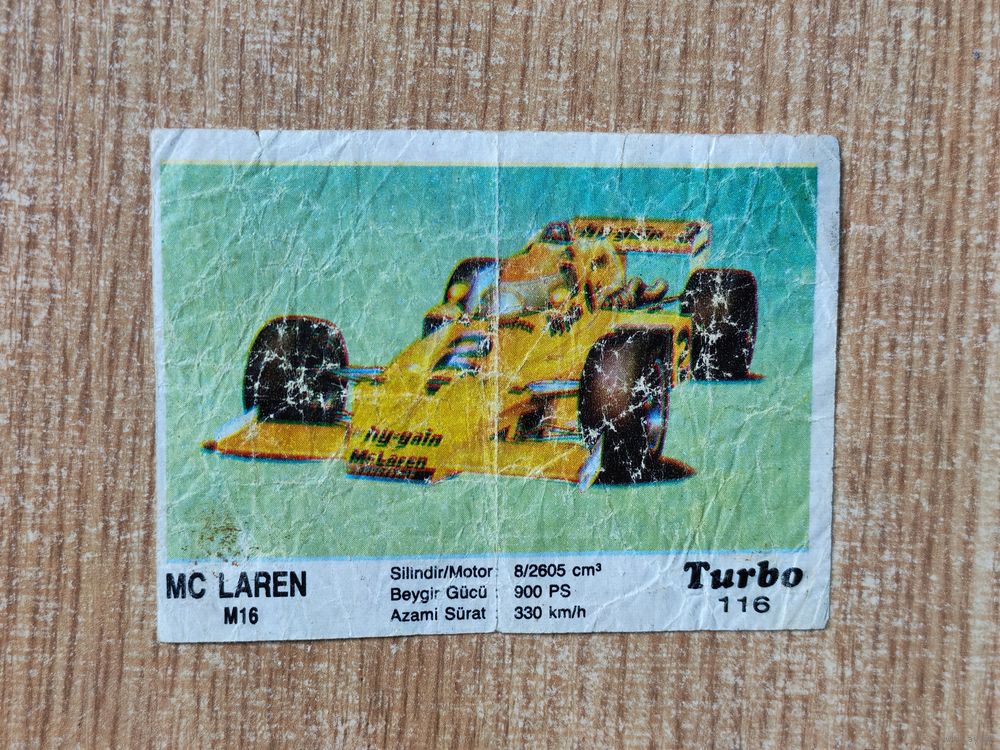 hy-gain
McLaren
MC LAREN
M16
Silindir/Motor : 8/2605 cm³
Beygir Gücü : 900 PS
Azami Sürat : 330 km/h
Turbo
116